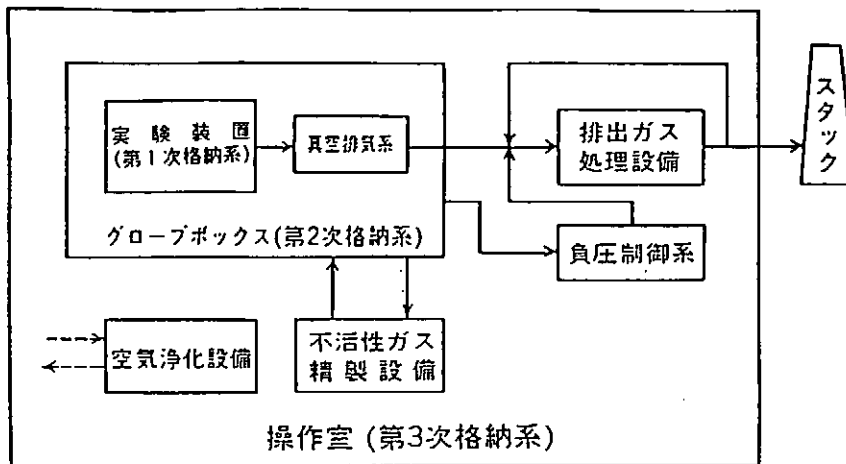 実験装置
(第1次格納系)
真空排気系
グローブボックス(第2次格納系)
排出ガス
処理設備
スタック
負圧制御系
空気浄化設備
不活性ガス
精製設備
操作室(第3次格納系)